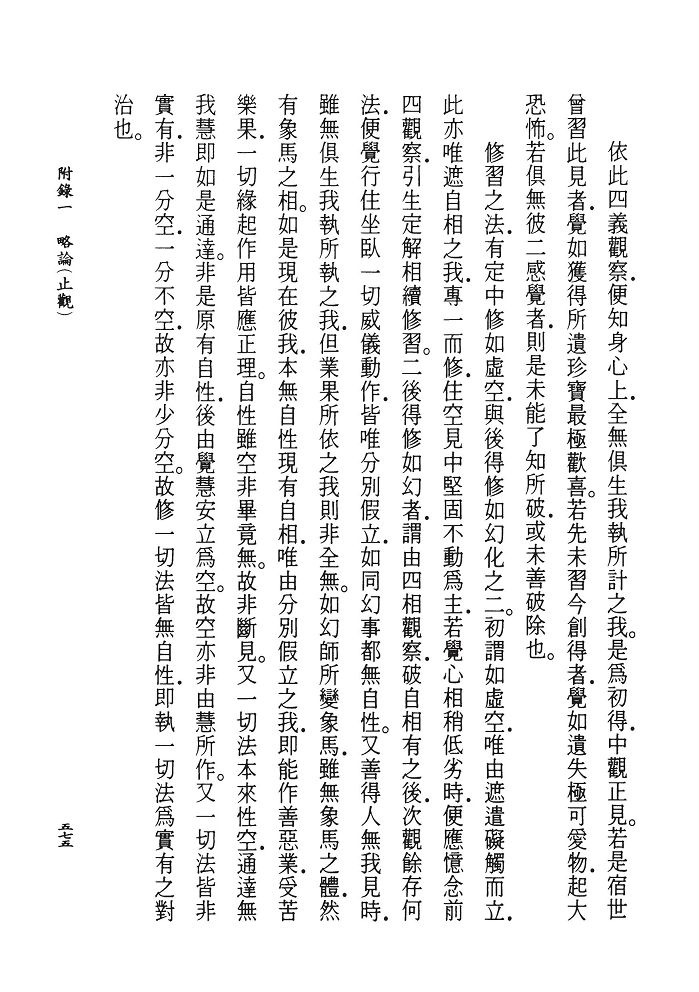 依此四義觀察．便知身心上．全無俱生我執所計之我。是爲初得．中觀正見。若是宿世
曾習此見者．覺如獲得所遺珍寶最極歡喜。若先未習今創得者．覺如遺失極可愛物．起大
恐怖。若俱無彼二感覺者．則是未能了知所破．或未善破除也。
修習之法．有定中修如虛空．與後得修如幻化之二。初謂如虛空．唯由遮遣礙觸而立．
此亦唯遮自相之我．專一而修．住空見中堅固不動爲主．若覺心相稍低劣時．便應憶念前
四觀察．引生定解相續修習。二後得修如幻者．謂由四相觀察．破自相有之後．次觀餘存何
法．便覺行住坐臥一切威儀動作．皆唯分別假立．如同幻事都無自性。又善得人無我見時．
雖無俱生我執所執之我．但業果所依之我則非全無。如幻師所變象馬．雖無象馬之體．然
有象馬之相。如是現在彼我．本無自性現有自相．唯由分別假立之我．即能作善惡業．受苦
樂果．一切緣起作用皆應正理。自性雖空非畢竟無。故非斷見。又一切法本來性空．通達無
我慧即如是通達。非是原有自性．後由覺慧安立爲空。故空亦非由慧所作。又一切法皆非
實有．非一分空．一分不空．故亦非少分空。故修一切法皆無自性．即執一切法爲實有之對
治也。
附錄一　略論（止觀）
五七五